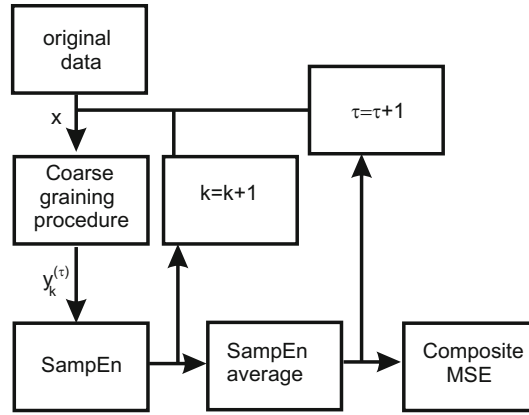 original
data
x
τ=τ+1
Coarse
graining
procedure
k=k+1
y_k^(τ)
SampEn
SampEn
average
Composite
MSE